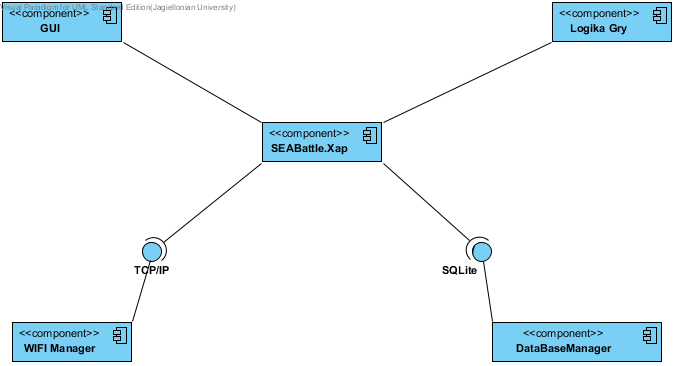 Visual Paradigm for UML Standard Edition(Jagiellonian University)
<<component>>
GUI
<<component>>
Logika Gry
<<component>>
SEABattle.Xap
TCP/IP
SQLite
<<component>>
WIFI Manager
<<component>>
DataBaseManager